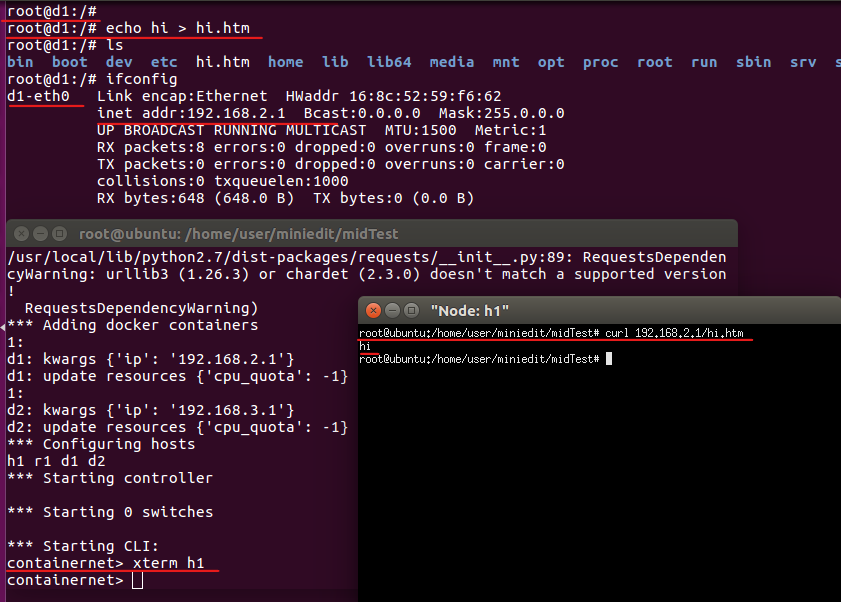 root@d1:/#
root@d1:/# echo hi > hi.htm
root@d1:/# ls
bin boot dev etc hi.htm home lib lib64 media mnt opt proc root run sbin srv s
root@d1:/# ifconfig
d1-eth0 Link encap:Ethernet HWaddr 16:8c:52:59:f6:62
inet addr:192.168.2.1 Bcast:0.0.0.0 Mask:255.0.0.0
UP BROADCAST RUNNING MULTICAST MTU:1500 Metric:1
RX packets:8 errors:0 dropped:0 overruns:0 frame:0
TX packets:0 errors:0 dropped:0 overruns:0 carrier:0
collisions:0 txqueuelen:1000
RX bytes:648 (648.0 B) TX bytes:0 (0.0 B)
root@ubuntu: /home/user/miniedit/midTest
/usr/local/lib/python2.7/dist-packages/requests/__init__.py:89: RequestsDependen
cyWarning: urllib3 (1.26.3) or chardet (2.3.0) doesn't match a supported version
!
RequestsDependencyWarning)
*** Adding docker containers
1:
d1: kwargs {'ip': '192.168.2.1'}
d1: update resources {'cpu_quota': -1}
1:
d2: kwargs {'ip': '192.168.3.1'}
d2: update resources {'cpu_quota': -1}
*** Configuring hosts
h1 r1 d1 d2
*** Starting controller
*** Starting 0 switches
*** Starting CLI:
containernet> xterm h1
containernet>
"Node: h1"
root@ubuntu:/home/user/miniedit/midTest# curl 192.168.2.1/hi.htm
hi
root@ubuntu:/home/user/miniedit/midTest#